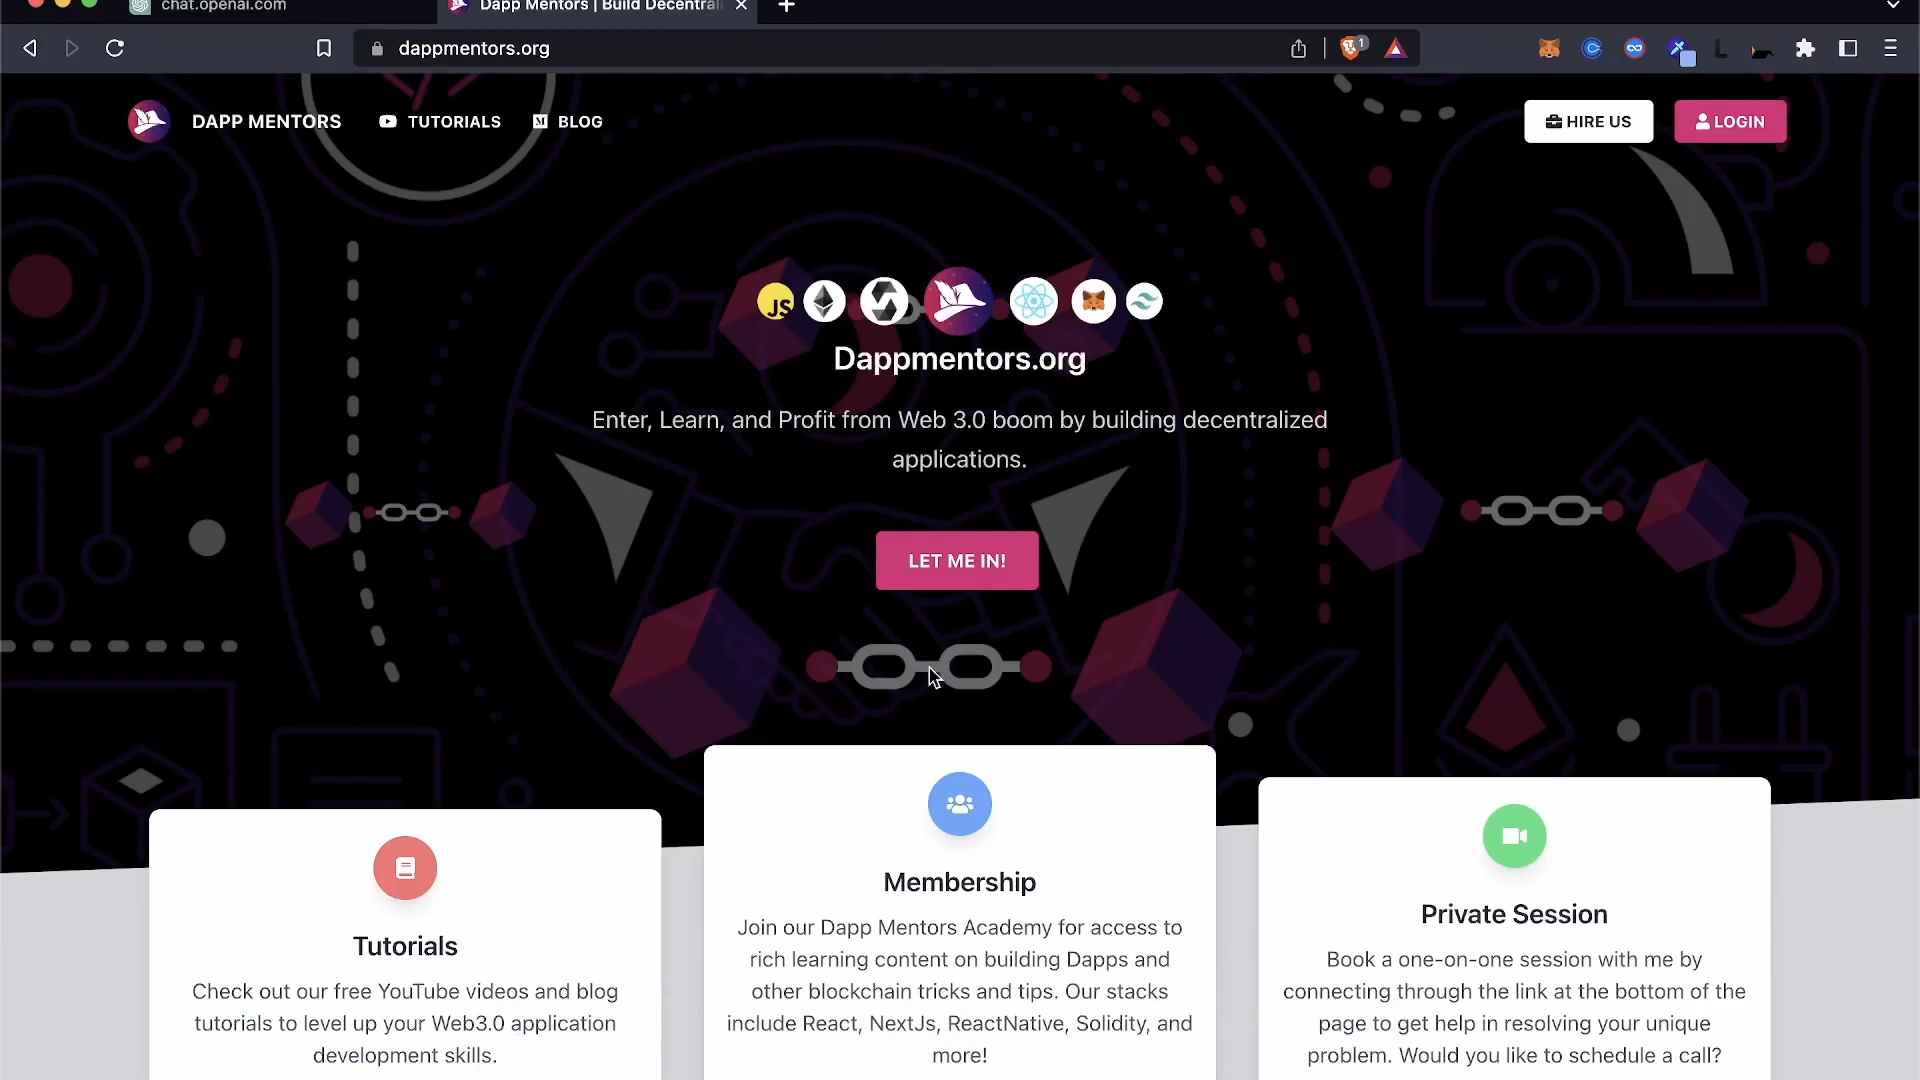 chat.openai.com
Dapp Mentors | Build Decentral
dappmentors.org
1
DAPP MENTORS
TUTORIALS
BLOG
HIRE US
LOGIN
JS
Dappmentors.org
Enter, Learn, and Profit from Web 3.0 boom by building decentralized
applications.
LET ME IN!
Tutorials
Check out our free YouTube videos and blog
tutorials to level up your Web3.0 application
development skills.
Membership
Join our Dapp Mentors Academy for access to
rich learning content on building Dapps and
other blockchain tricks and tips. Our stacks
include React, NextJs, ReactNative, Solidity, and
more!
Private Session
Book a one-on-one session with me by
connecting through the link at the bottom of the
page to get help in resolving your unique
problem. Would you like to schedule a call?